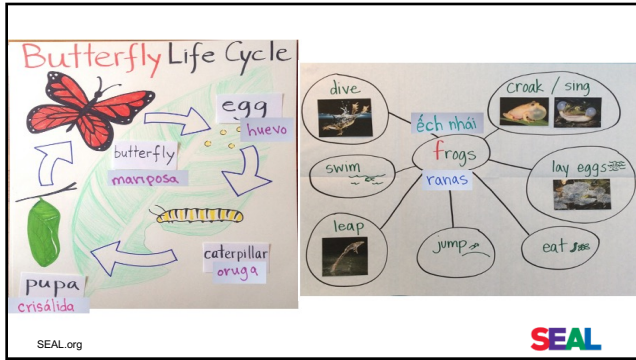 Butterfly Life Cycle
egg
huevo
butterfly
mariposa
caterpillar
oruga
pupa
crisálida
dive
croak / sing
ếch nhái
frogs
ranas
swim
lay eggs
leap
jump
eat
SEAL.org
SEAL